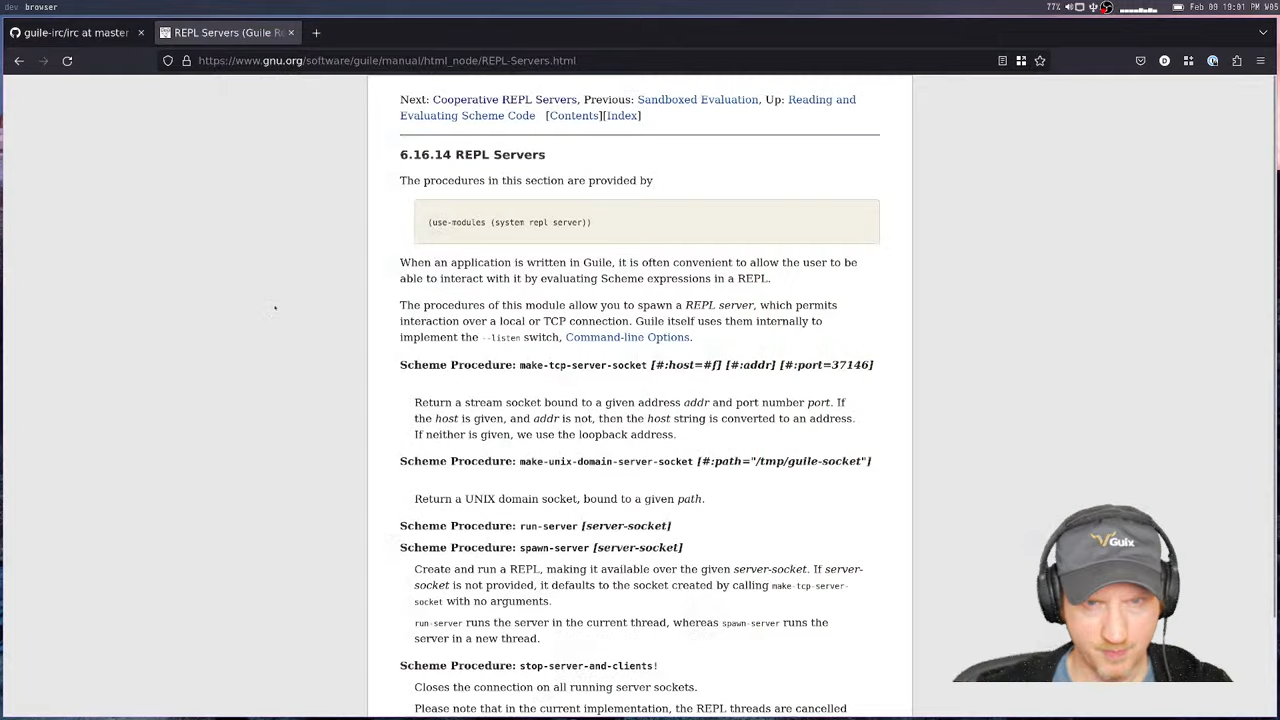 dev browser
77% Feb 09 19:01 PM W05
guile-irc/irc at master
REPL Servers (Guile Re
https://www.gnu.org/software/guile/manual/html_node/REPL-Servers.html
Next: Cooperative REPL Servers, Previous: Sandboxed Evaluation, Up: Reading and
Evaluating Scheme Code [Contents][Index]
6.16.14 REPL Servers
The procedures in this section are provided by
(use-modules (system repl server))
When an application is written in Guile, it is often convenient to allow the user to be
able to interact with it by evaluating Scheme expressions in a REPL.
The procedures of this module allow you to spawn a REPL server, which permits
interaction over a local or TCP connection. Guile itself uses them internally to
implement the --listen switch, Command-line Options.
Scheme Procedure: make-tcp-server-socket [#:host=#f] [#:addr] [#:port=37146]
Return a stream socket bound to a given address addr and port number port. If
the host is given, and addr is not, then the host string is converted to an address.
If neither is given, we use the loopback address.
Scheme Procedure: make-unix-domain-server-socket [#:path="/tmp/guile-socket"]
Return a UNIX domain socket, bound to a given path.
Scheme Procedure: run-server [server-socket]
Scheme Procedure: spawn-server [server-socket]
Create and run a REPL, making it available over the given server-socket. If server-
socket is not provided, it defaults to the socket created by calling make-tcp-server-
socket with no arguments.
run-server runs the server in the current thread, whereas spawn-server runs the
server in a new thread.
Scheme Procedure: stop-server-and-clients!
Closes the connection on all running server sockets.
Please note that in the current implementation, the REPL threads are cancelled
Guix